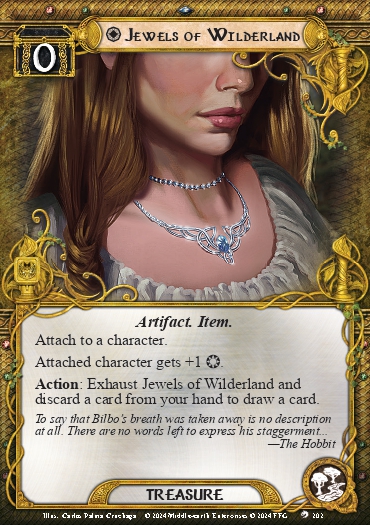 Jewels of Wilderland
0
Artifact. Item.
Attach to a character.
Attached character gets +1
Action: Exhaust Jewels of Wilderland and
discard a card from your hand to draw a card.
To say that Bilbo's breath was taken away is no description
at all. There are no words left to express his staggerment...
—The Hobbit
TREASURE
Illus. Carlos Palma Cruchaga © 2024 Middle-earth Enterprises © 2024 FFG 202